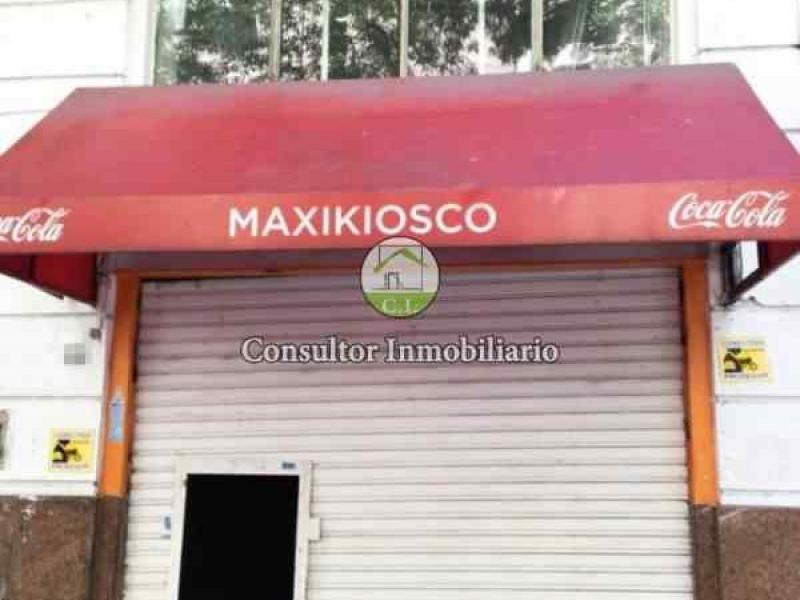 MAXIKIOSCO
Coca-Cola
Coca-Cola
C.I.
Consultor Inmobiliario